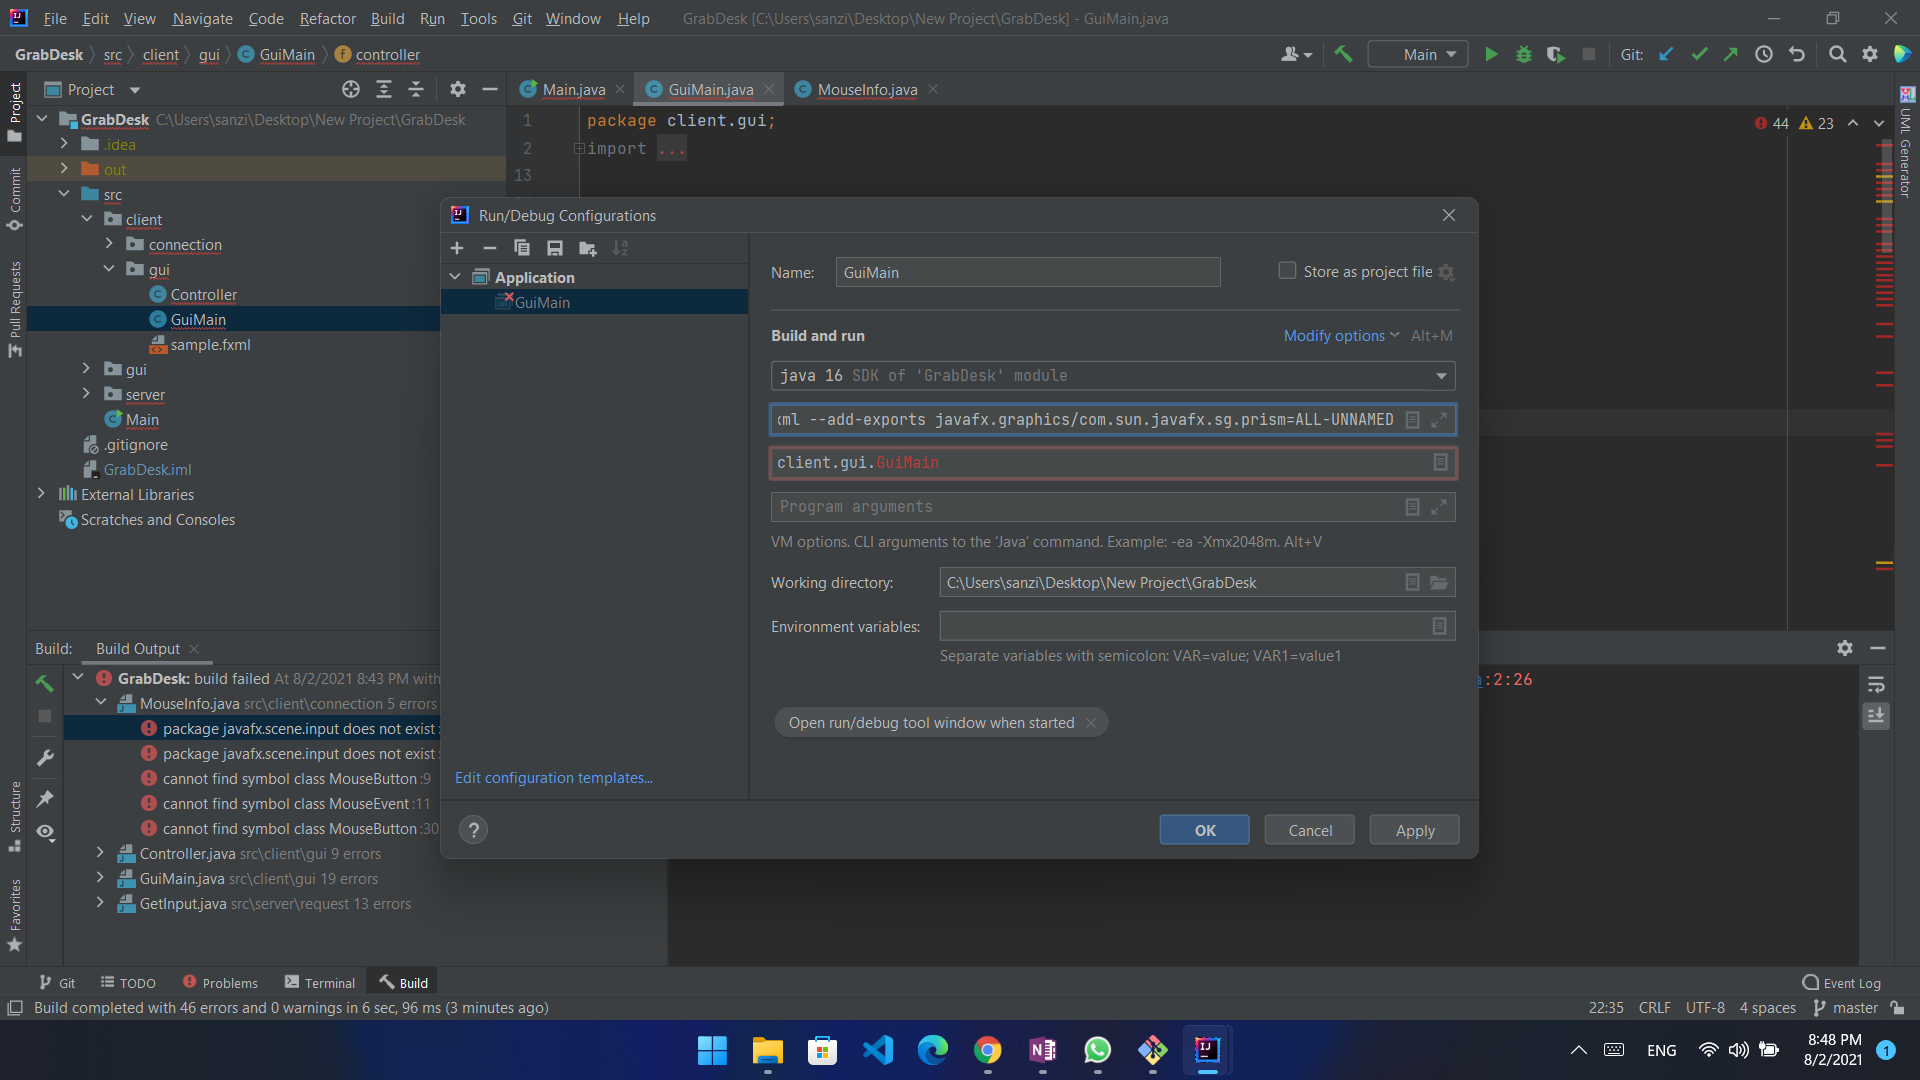 File Edit View Navigate Code Refactor Build Run Tools Git Window Help GrabDesk [C:\Users\sanzi\Desktop\New Project\GrabDesk] - GuiMain.java
GrabDesk src client gui GuiMain controller Main Git:
Project Main.java GuiMain.java MouseInfo.java
GrabDesk C:\Users\sanzi\Desktop\New Project\GrabDesk
.idea
out
src
client
connection
gui
Controller
GuiMain
sample.fxml
gui
server
Main
.gitignore
GrabDesk.iml
External Libraries
Scratches and Consoles
Project
Commit
Pull Requests
Structure
Favorites
1 package client.gui;
2 import ...
13
44 23
UML Generator
Run/Debug Configurations
Application
GuiMain
Edit configuration templates...
Name: GuiMain Store as project file
Build and run Modify options Alt+M
java 16 SDK of 'GrabDesk' module
ml --add-exports javafx.graphics/com.sun.javafx.sg.prism=ALL-UNNAMED
client.gui.GuiMain
Program arguments
VM options. CLI arguments to the 'Java' command. Example: -ea -Xmx2048m. Alt+V
Working directory: C:\Users\sanzi\Desktop\New Project\GrabDesk
Environment variables:
Separate variables with semicolon: VAR=value; VAR1=value1
Open run/debug tool window when started
? OK Cancel Apply
Build: Build Output
GrabDesk: build failed At 8/2/2021 8:43 PM with
MouseInfo.java src\client\connection 5 errors
package javafx.scene.input does not exist :
package javafx.scene.input does not exist :
cannot find symbol class MouseButton :9
cannot find symbol class MouseEvent :11
cannot find symbol class MouseButton :30
Controller.java src\client\gui 9 errors
GuiMain.java src\client\gui 19 errors
GetInput.java src\server\request 13 errors
:2:26
Git TODO Problems Terminal Build Event Log
Build completed with 46 errors and 0 warnings in 6 sec, 96 ms (3 minutes ago) 22:35 CRLF UTF-8 4 spaces master
ENG 8:48 PM
8/2/2021 1